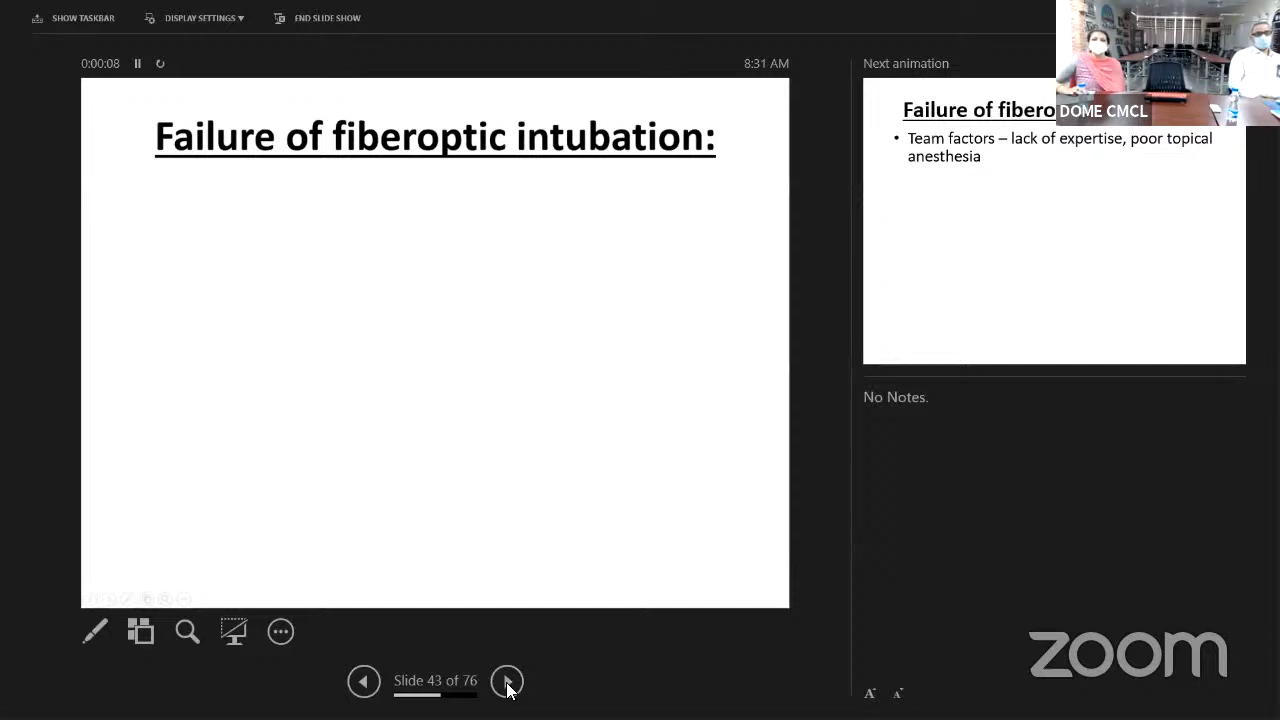 SHOW TASKBAR
DISPLAY SETTINGS ▼
END SLIDE SHOW
0:00:08
8:31 AM
Failure of fiberoptic intubation:
Slide 43 of 76
Next animation
Failure of fibero
DOME CMCL
• Team factors – lack of expertise, poor topical
anesthesia
No Notes.
zoom
A A